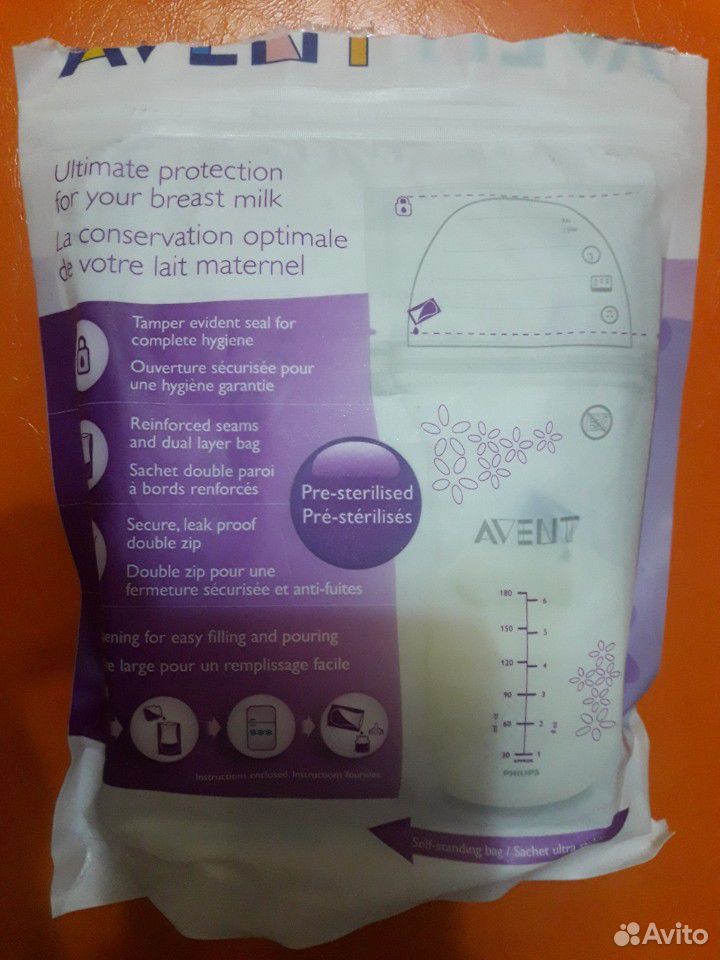 AVENT
Ultimate protection
for your breast milk
La conservation optimale
de votre lait maternel
Tamper evident seal for
complete hygiene
Ouverture sécurisée pour
une hygiène garantie
Reinforced seams
and dual layer bag
Sachet double paroi
à bords renforcés
Secure, leak proof
double zip
Double zip pour une
fermeture sécurisée et anti-fuites
ening for easy filling and pouring
e large pour un remplissage facile
Instructions enclosed. Instructions fournies.
Pre-sterilised
Pré-stérilisés
AVENT
180 6
150 5
120 4
90 3
60 2
30 1
APPROX
PHILIPS
Self-standing bag / Sachet ultra
Avito